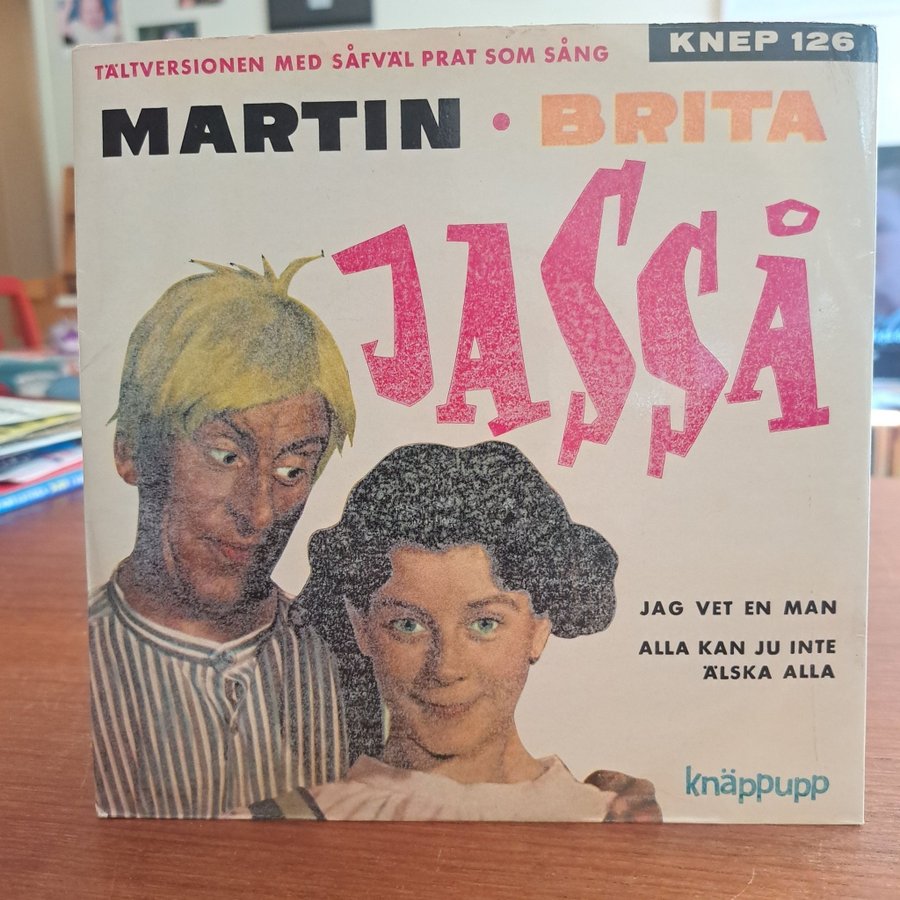 TÄLTVERSIONEN MED SÅFVÄL PRAT SOM SÅNG
KNEP 126
MARTIN • BRITA
JASSÅ
JAG VET EN MAN
ALLA KAN JU INTE
ÄLSKA ALLA
knäppupp